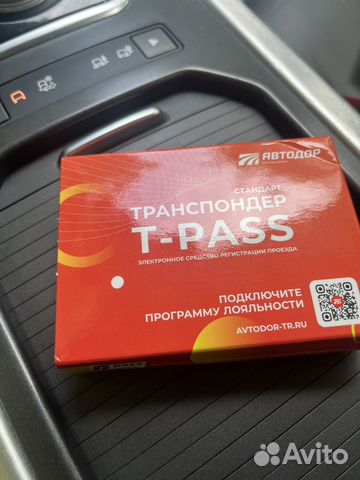 АВТОДОР
СТАНДАРТ
ТРАНСПОНДЕР
T-PASS
ЭЛЕКТРОННОЕ СРЕДСТВО РЕГИСТРАЦИИ ПРОЕЗДА
ПОДКЛЮЧИТЕ
ПРОГРАММУ ЛОЯЛЬНОСТИ
AVTODOR-TR.RU
Avito